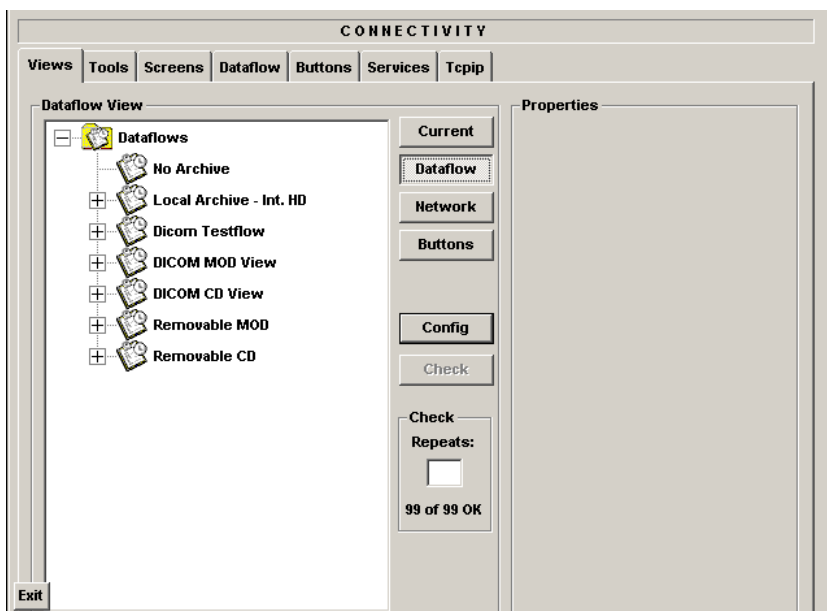 CONNECTIVITY
Views Tools Screens Dataflow Buttons Services Tcpip
Dataflow View
Dataflows
No Archive
Local Archive - Int. HD
Dicom Testflow
DICOM MOD View
DICOM CD View
Removable MOD
Removable CD
Current
Dataflow
Network
Buttons
Config
Check
Check
Repeats:
99 of 99 OK
Properties
Exit